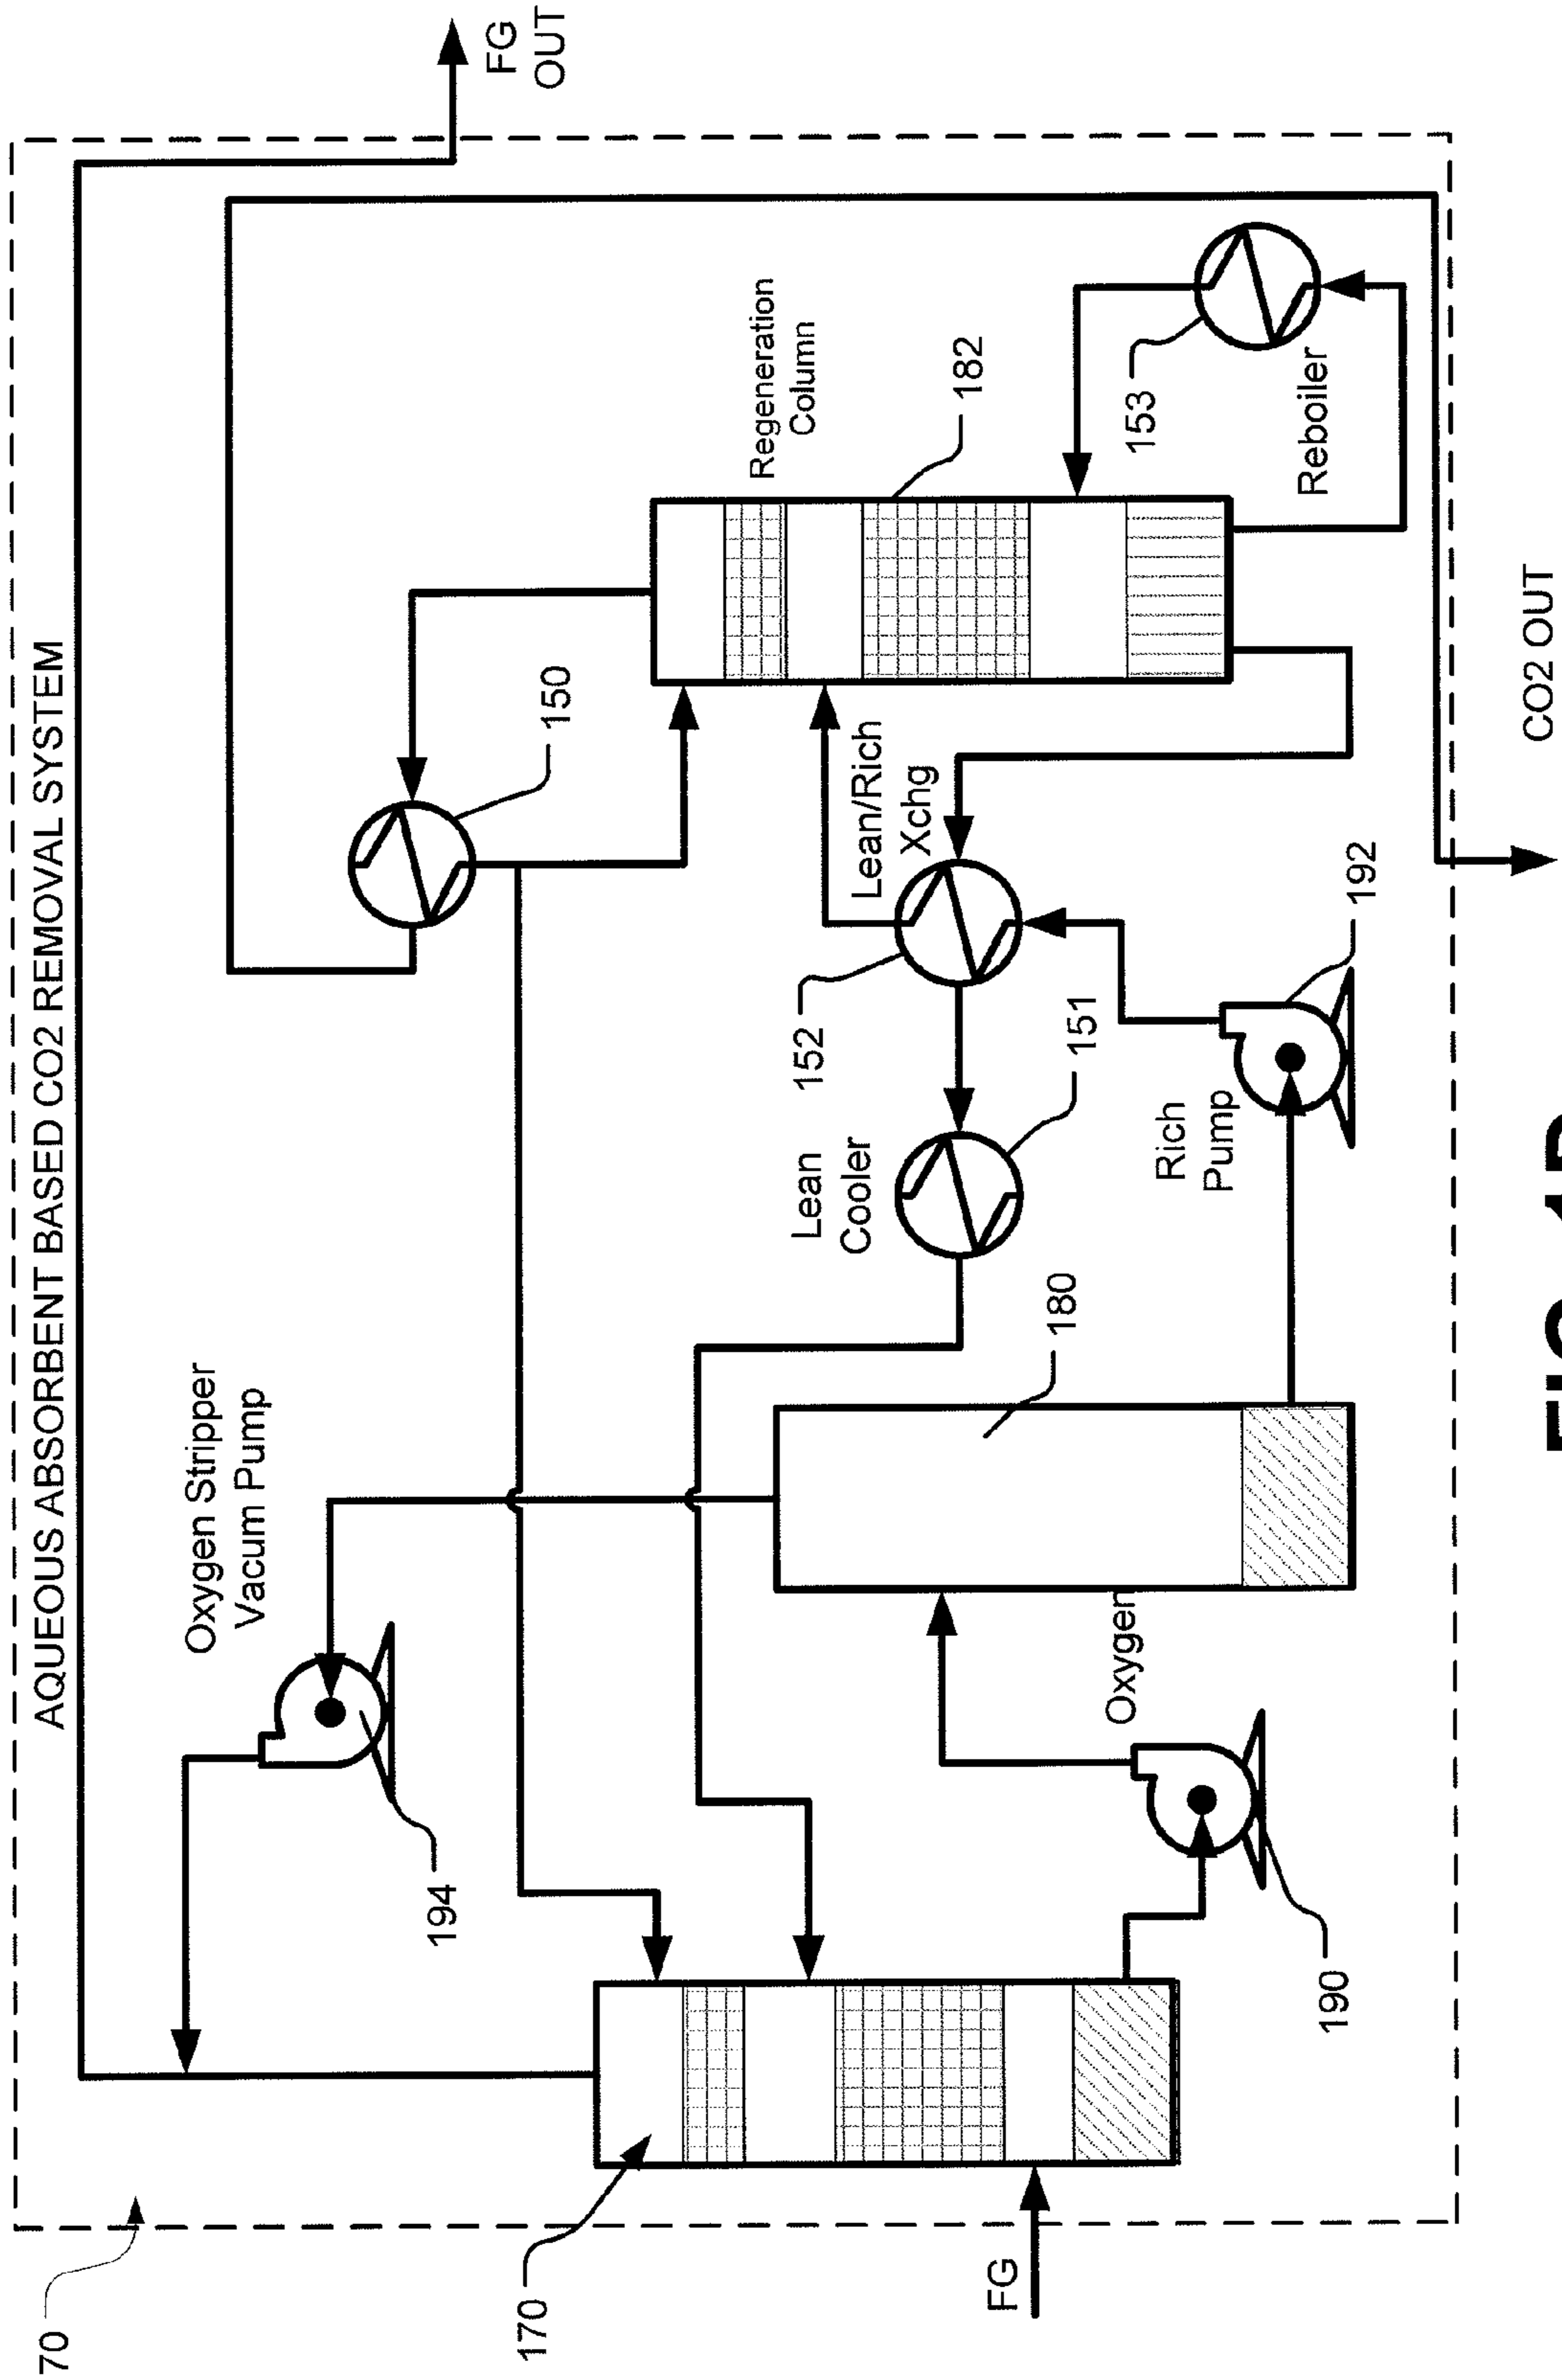 70
AQUEOUS ABSORBENT BASED CO2 REMOVAL SYSTEM
FG
OUT
Oxygen Stripper
Vacum Pump
194
150
170
Regeneration
Column
182
Lean
Cooler
152
Lean/Rich
Xchg
180
151
153
FG
Oxygen
Rich
Pump
Reboiler
190
192
CO2 OUT
FIG.